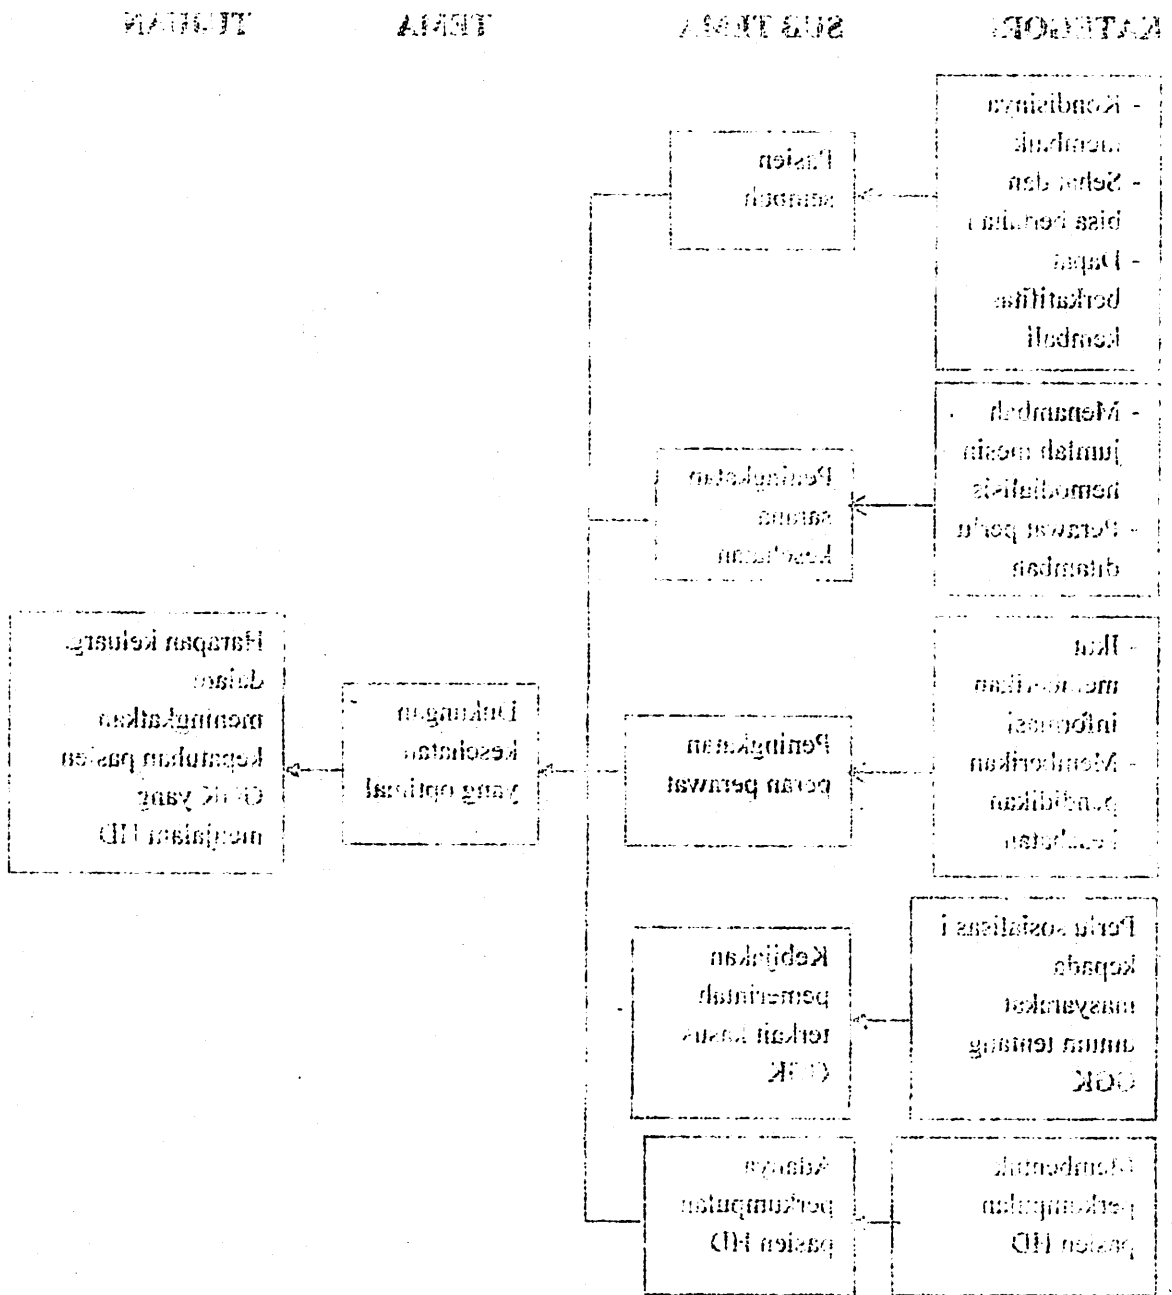 KATEGORI SUB TEMA TEMA TUJUAN
- Kondisinya
membaik
- Sehat dan
bisa
- Dapat
berkatifitas
kembali
Pasien
sembuh
- Menambah
jumlah mesin
hemodialisis
- Perawat perlu
ditambah
Peningkatan
sarana
kesehatan
- Ikut
memberikan
informasi
- Memberikan
pendidikan
kesehatan
Peningkatan
peran perawat
Dukungan
kesehatan
yang optimal
Harapan keluarga
dalam
meningkatkan
kepatuhan pasien
yang
menjalani HD
Perlu sosialisasi
kepada
masyarakat
umum tentang
GGK
Kebijakan
pemerintah
terkait kasus
GGK
Membentuk
perkumpulan
pasien HD
Adanya
perkumpulan
pasien HD